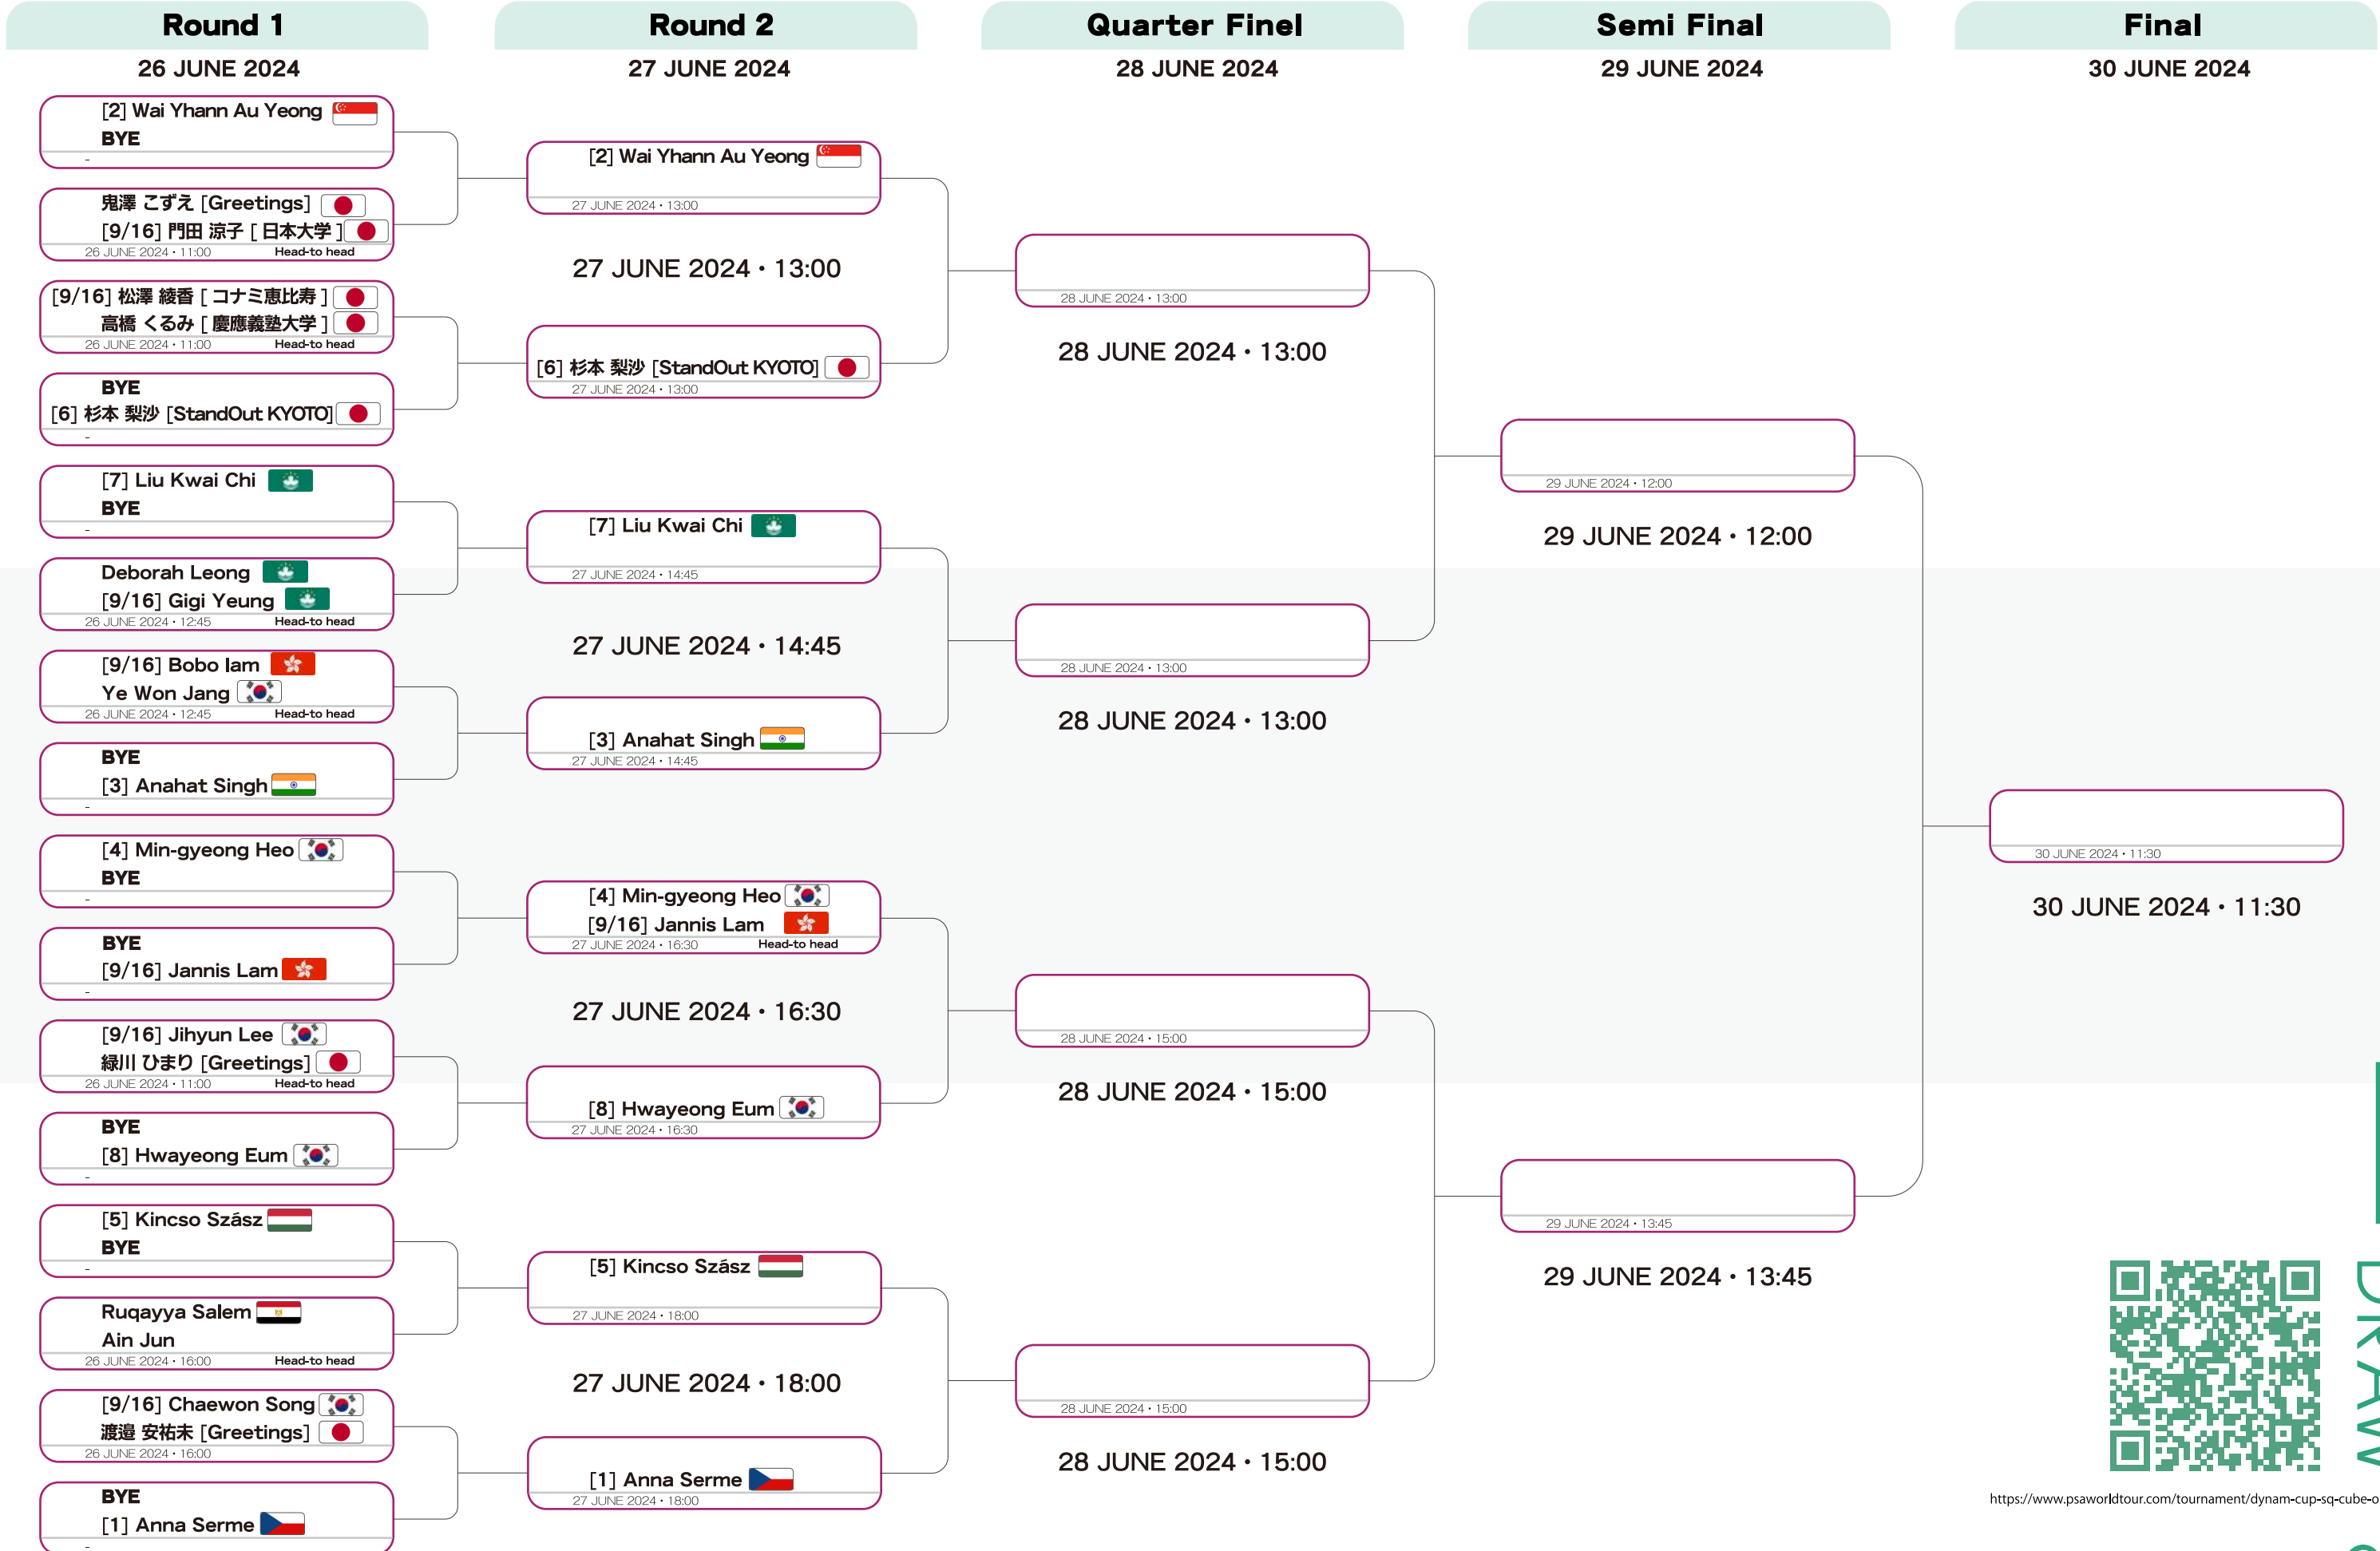 Round 1
26 JUNE 2024
[2] Wai Yhann Au Yeong
BYE
-
鬼澤 こずえ [Greetings]
[9/16] 門田 涼子 [ 日本大学 ]
26 JUNE 2024・11:00 Head-to head
[9/16] 松澤 綾香 [ コナミ恵比寿 ]
高橋 くるみ [ 慶應義塾大学 ]
26 JUNE 2024・11:00 Head-to head
BYE
[6] 杉本 梨沙 [StandOut KYOTO]
-
[7] Liu Kwai Chi
BYE
-
Deborah Leong
[9/16] Gigi Yeung
26 JUNE 2024・12:45 Head-to head
[9/16] Bobo lam
Ye Won Jang
26 JUNE 2024・12:45 Head-to head
BYE
[3] Anahat Singh
-
[4] Min-gyeong Heo
BYE
-
BYE
[9/16] Jannis Lam
-
[9/16] Jihyun Lee
緑川 ひまり [Greetings]
26 JUNE 2024・11:00 Head-to head
BYE
[8] Hwayeong Eum
-
[5] Kincso Szász
BYE
-
Ruqayya Salem
Ain Jun
26 JUNE 2024・16:00 Head-to head
[9/16] Chaewon Song
渡邉 安祐未 [Greetings]
26 JUNE 2024・16:00
BYE
[1] Anna Serme
-
Round 2
27 JUNE 2024
[2] Wai Yhann Au Yeong
27 JUNE 2024・13:00
27 JUNE 2024・13:00
[6] 杉本 梨沙 [StandOut KYOTO]
27 JUNE 2024・13:00
[7] Liu Kwai Chi
27 JUNE 2024・14:45
27 JUNE 2024・14:45
[3] Anahat Singh
27 JUNE 2024・14:45
[4] Min-gyeong Heo
[9/16] Jannis Lam
27 JUNE 2024・16:30 Head-to head
27 JUNE 2024・16:30
[8] Hwayeong Eum
27 JUNE 2024・16:30
[5] Kincso Szász
27 JUNE 2024・18:00
27 JUNE 2024・18:00
[1] Anna Serme
27 JUNE 2024・18:00
Quarter Finel
28 JUNE 2024
28 JUNE 2024・13:00
28 JUNE 2024・13:00
28 JUNE 2024・13:00
28 JUNE 2024・13:00
28 JUNE 2024・15:00
28 JUNE 2024・15:00
28 JUNE 2024・15:00
28 JUNE 2024・15:00
Semi Final
29 JUNE 2024
29 JUNE 2024・12:00
29 JUNE 2024・12:00
29 JUNE 2024・13:45
29 JUNE 2024・13:45
Final
30 JUNE 2024
30 JUNE 2024・11:30
30 JUNE 2024・11:30
DRAW
https://www.psaworldtour.com/tournament/dynam-cup-sq-cube-o